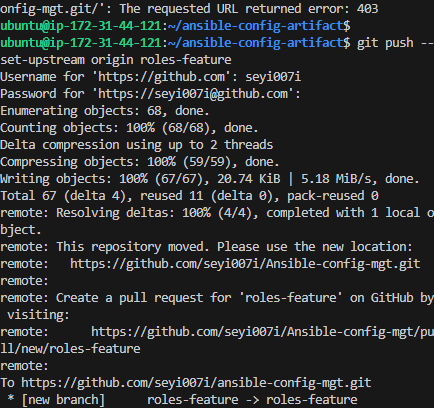 onfig-mgt.git/': The requested URL returned error: 403
ubuntu@ip-172-31-44-121:~/ansible-config-artifact$
ubuntu@ip-172-31-44-121:~/ansible-config-artifact$ git push --
set-upstream origin roles-feature
Username for 'https://github.com': seyi007i
Password for 'https://seyi007i@github.com':
Enumerating objects: 68, done.
Counting objects: 100% (68/68), done.
Delta compression using up to 2 threads
Compressing objects: 100% (59/59), done.
Writing objects: 100% (67/67), 20.74 KiB | 5.18 MiB/s, done.
Total 67 (delta 4), reused 11 (delta 0), pack-reused 0
remote: Resolving deltas: 100% (4/4), completed with 1 local o
bject.
remote: This repository moved. Please use the new location:
remote:   https://github.com/seyi007i/Ansible-config-mgt.git
remote:
remote: Create a pull request for 'roles-feature' on GitHub by
 visiting:
remote:      https://github.com/seyi007i/Ansible-config-mgt/pu
ll/new/roles-feature
remote:
To https://github.com/seyi007i/ansible-config-mgt.git
 * [new branch]      roles-feature -> roles-feature